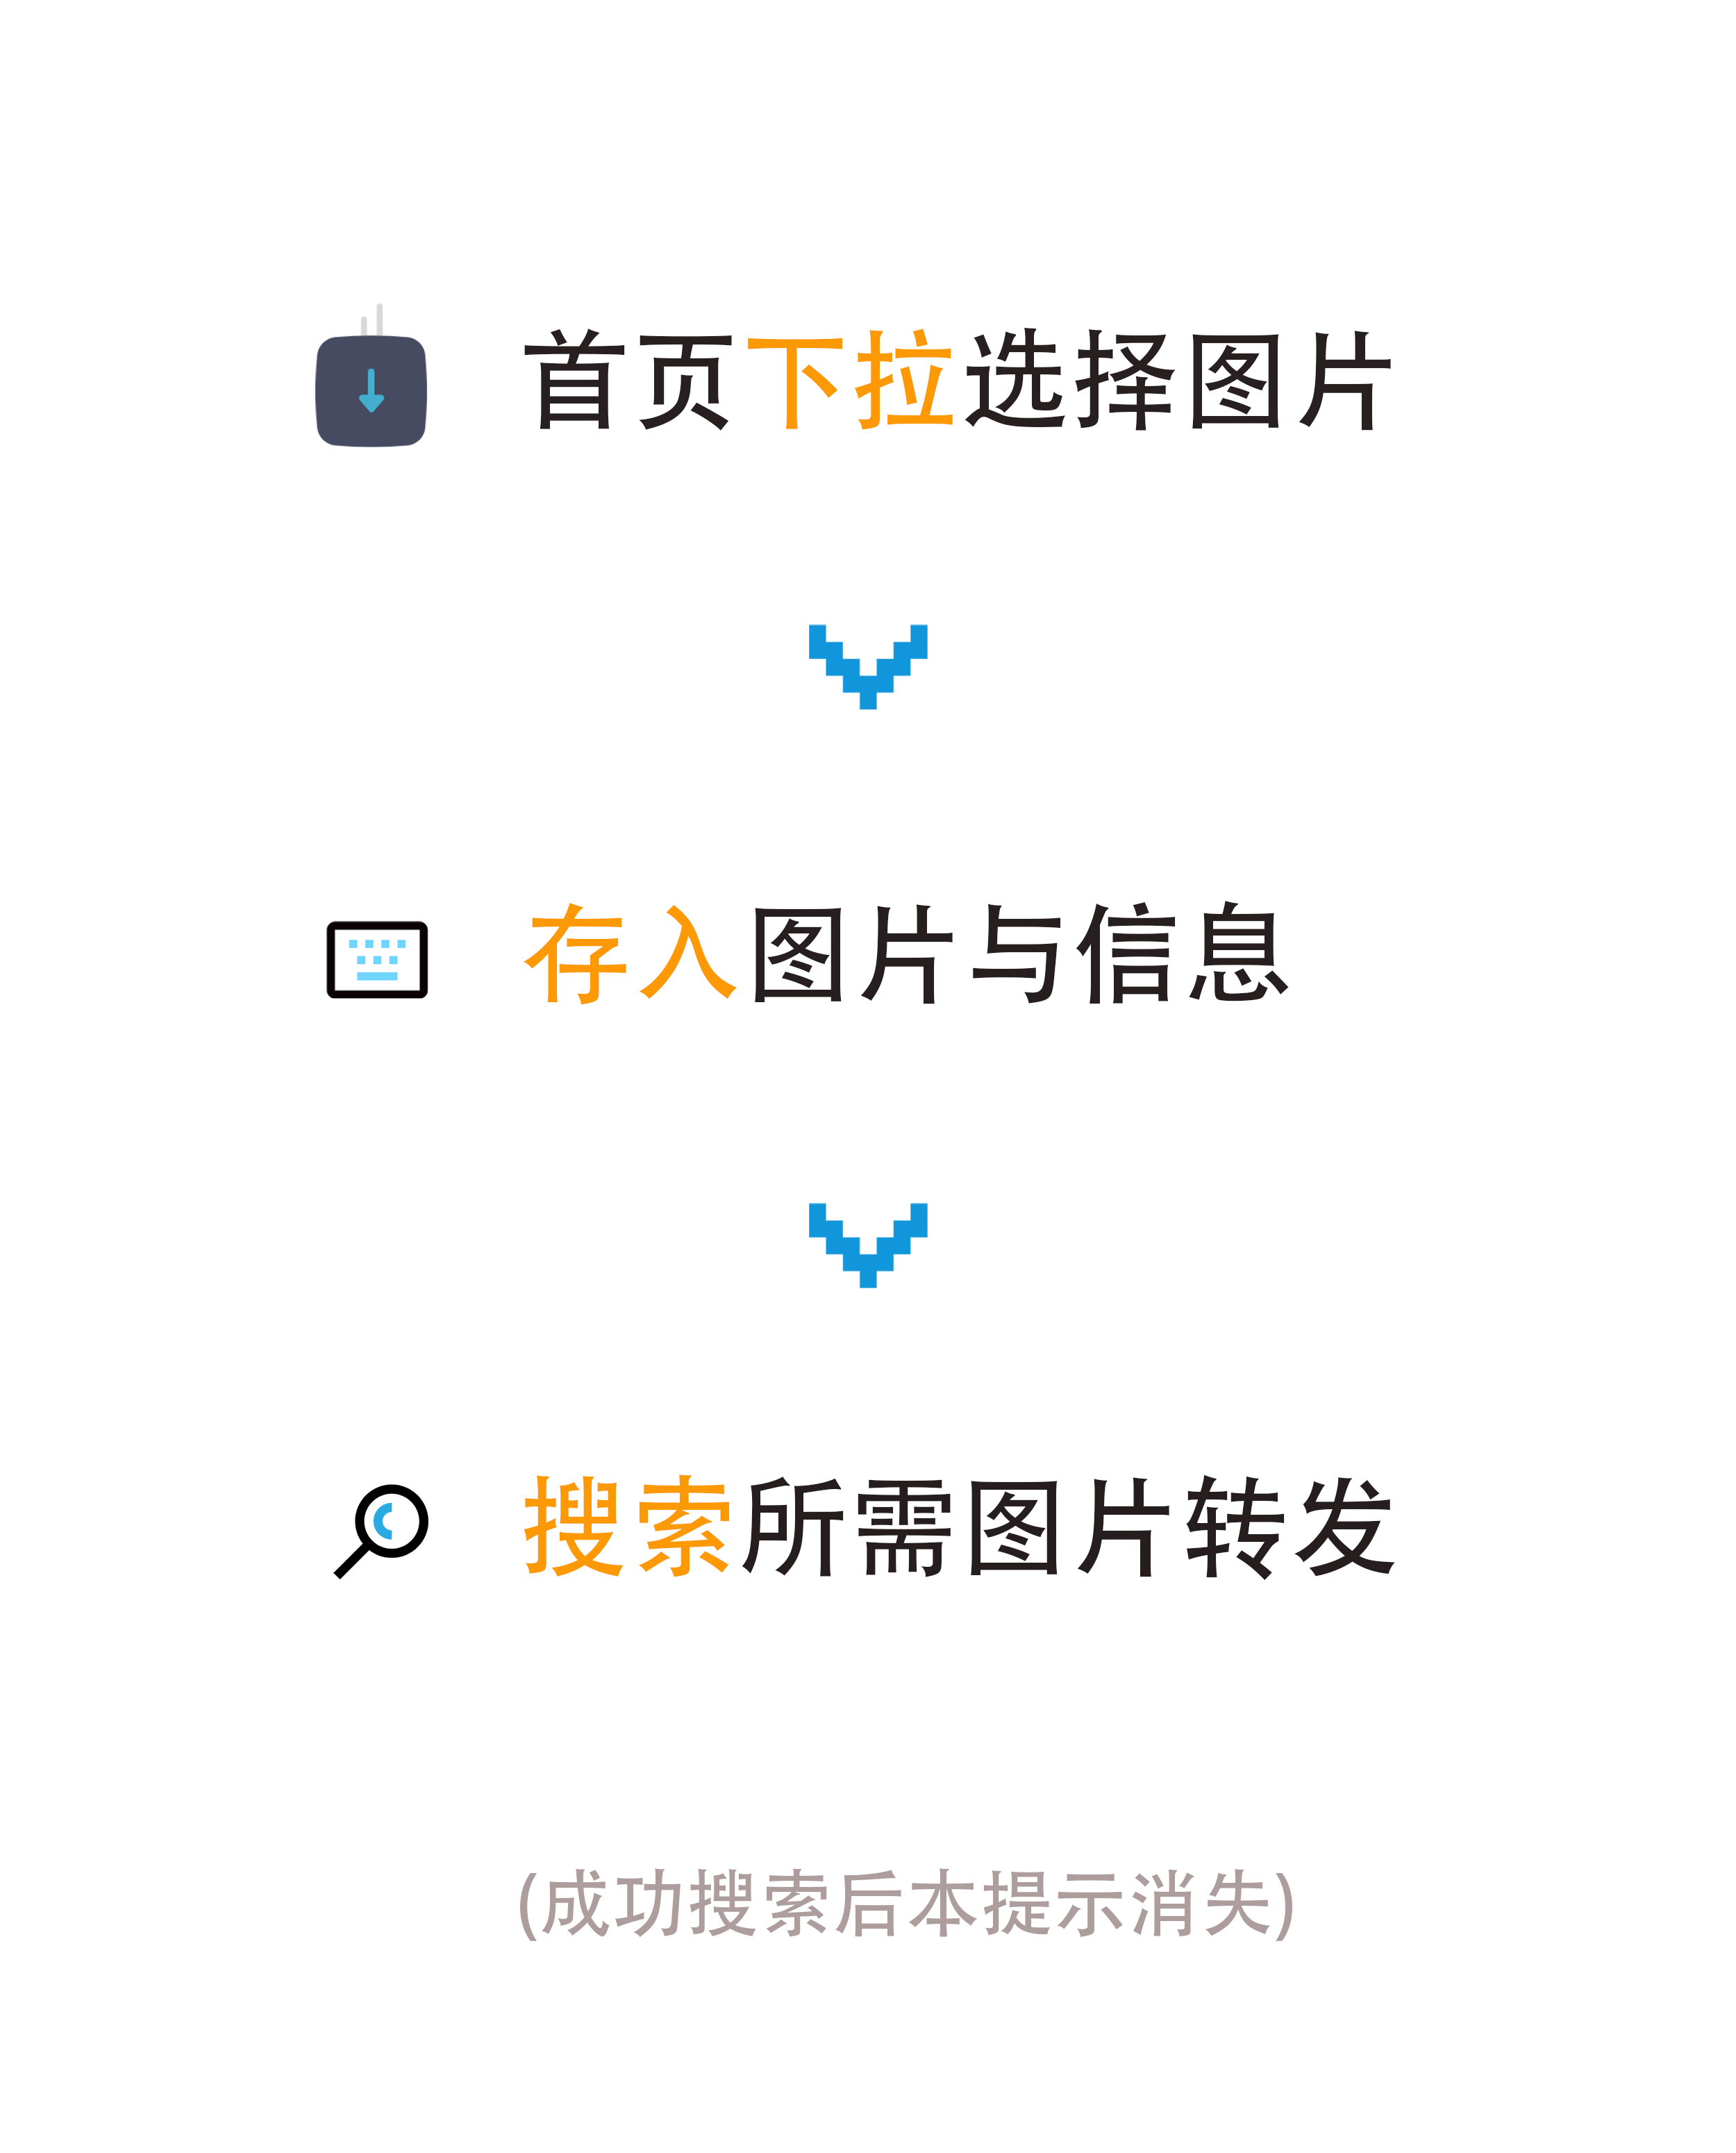 首页下拉选择图片
存入图片与信息
搜索所需图片转发
(成功搜素后本提示消失)